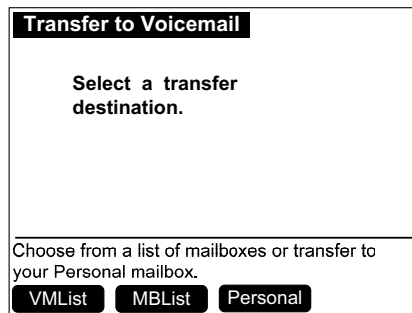 Transfer to Voicemail
Select a transfer
destination.
Choose from a list of mailboxes or transfer to
your Personal mailbox.
VMList MBList Personal